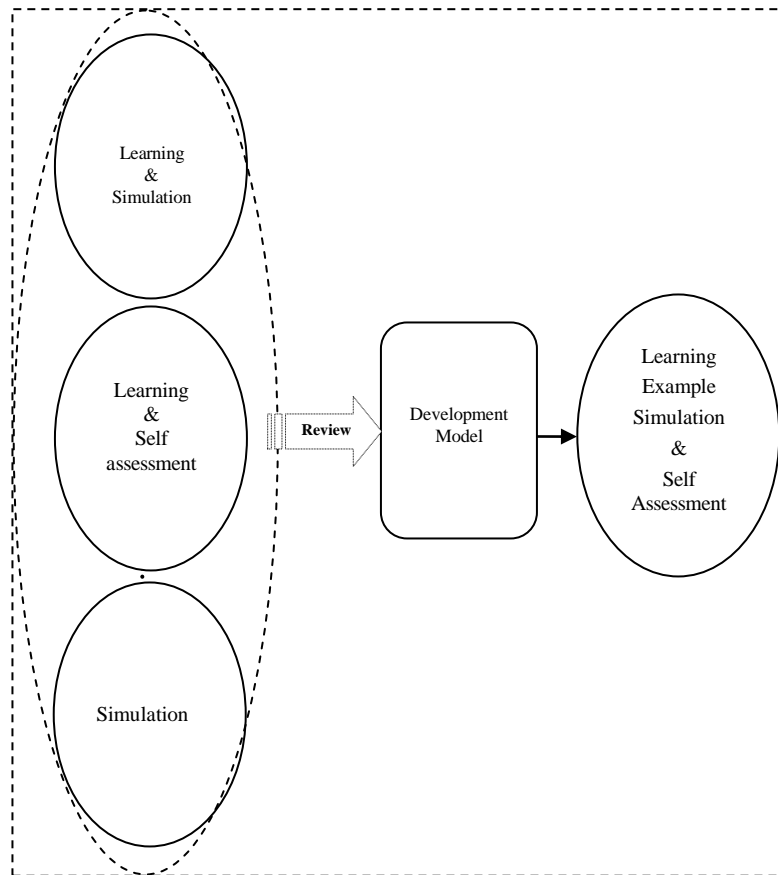 Learning
&
Simulation
Learning
&
Self
assessment
Simulation
Review
Development
Model
Learning
Example
Simulation
&
Self
Assessment